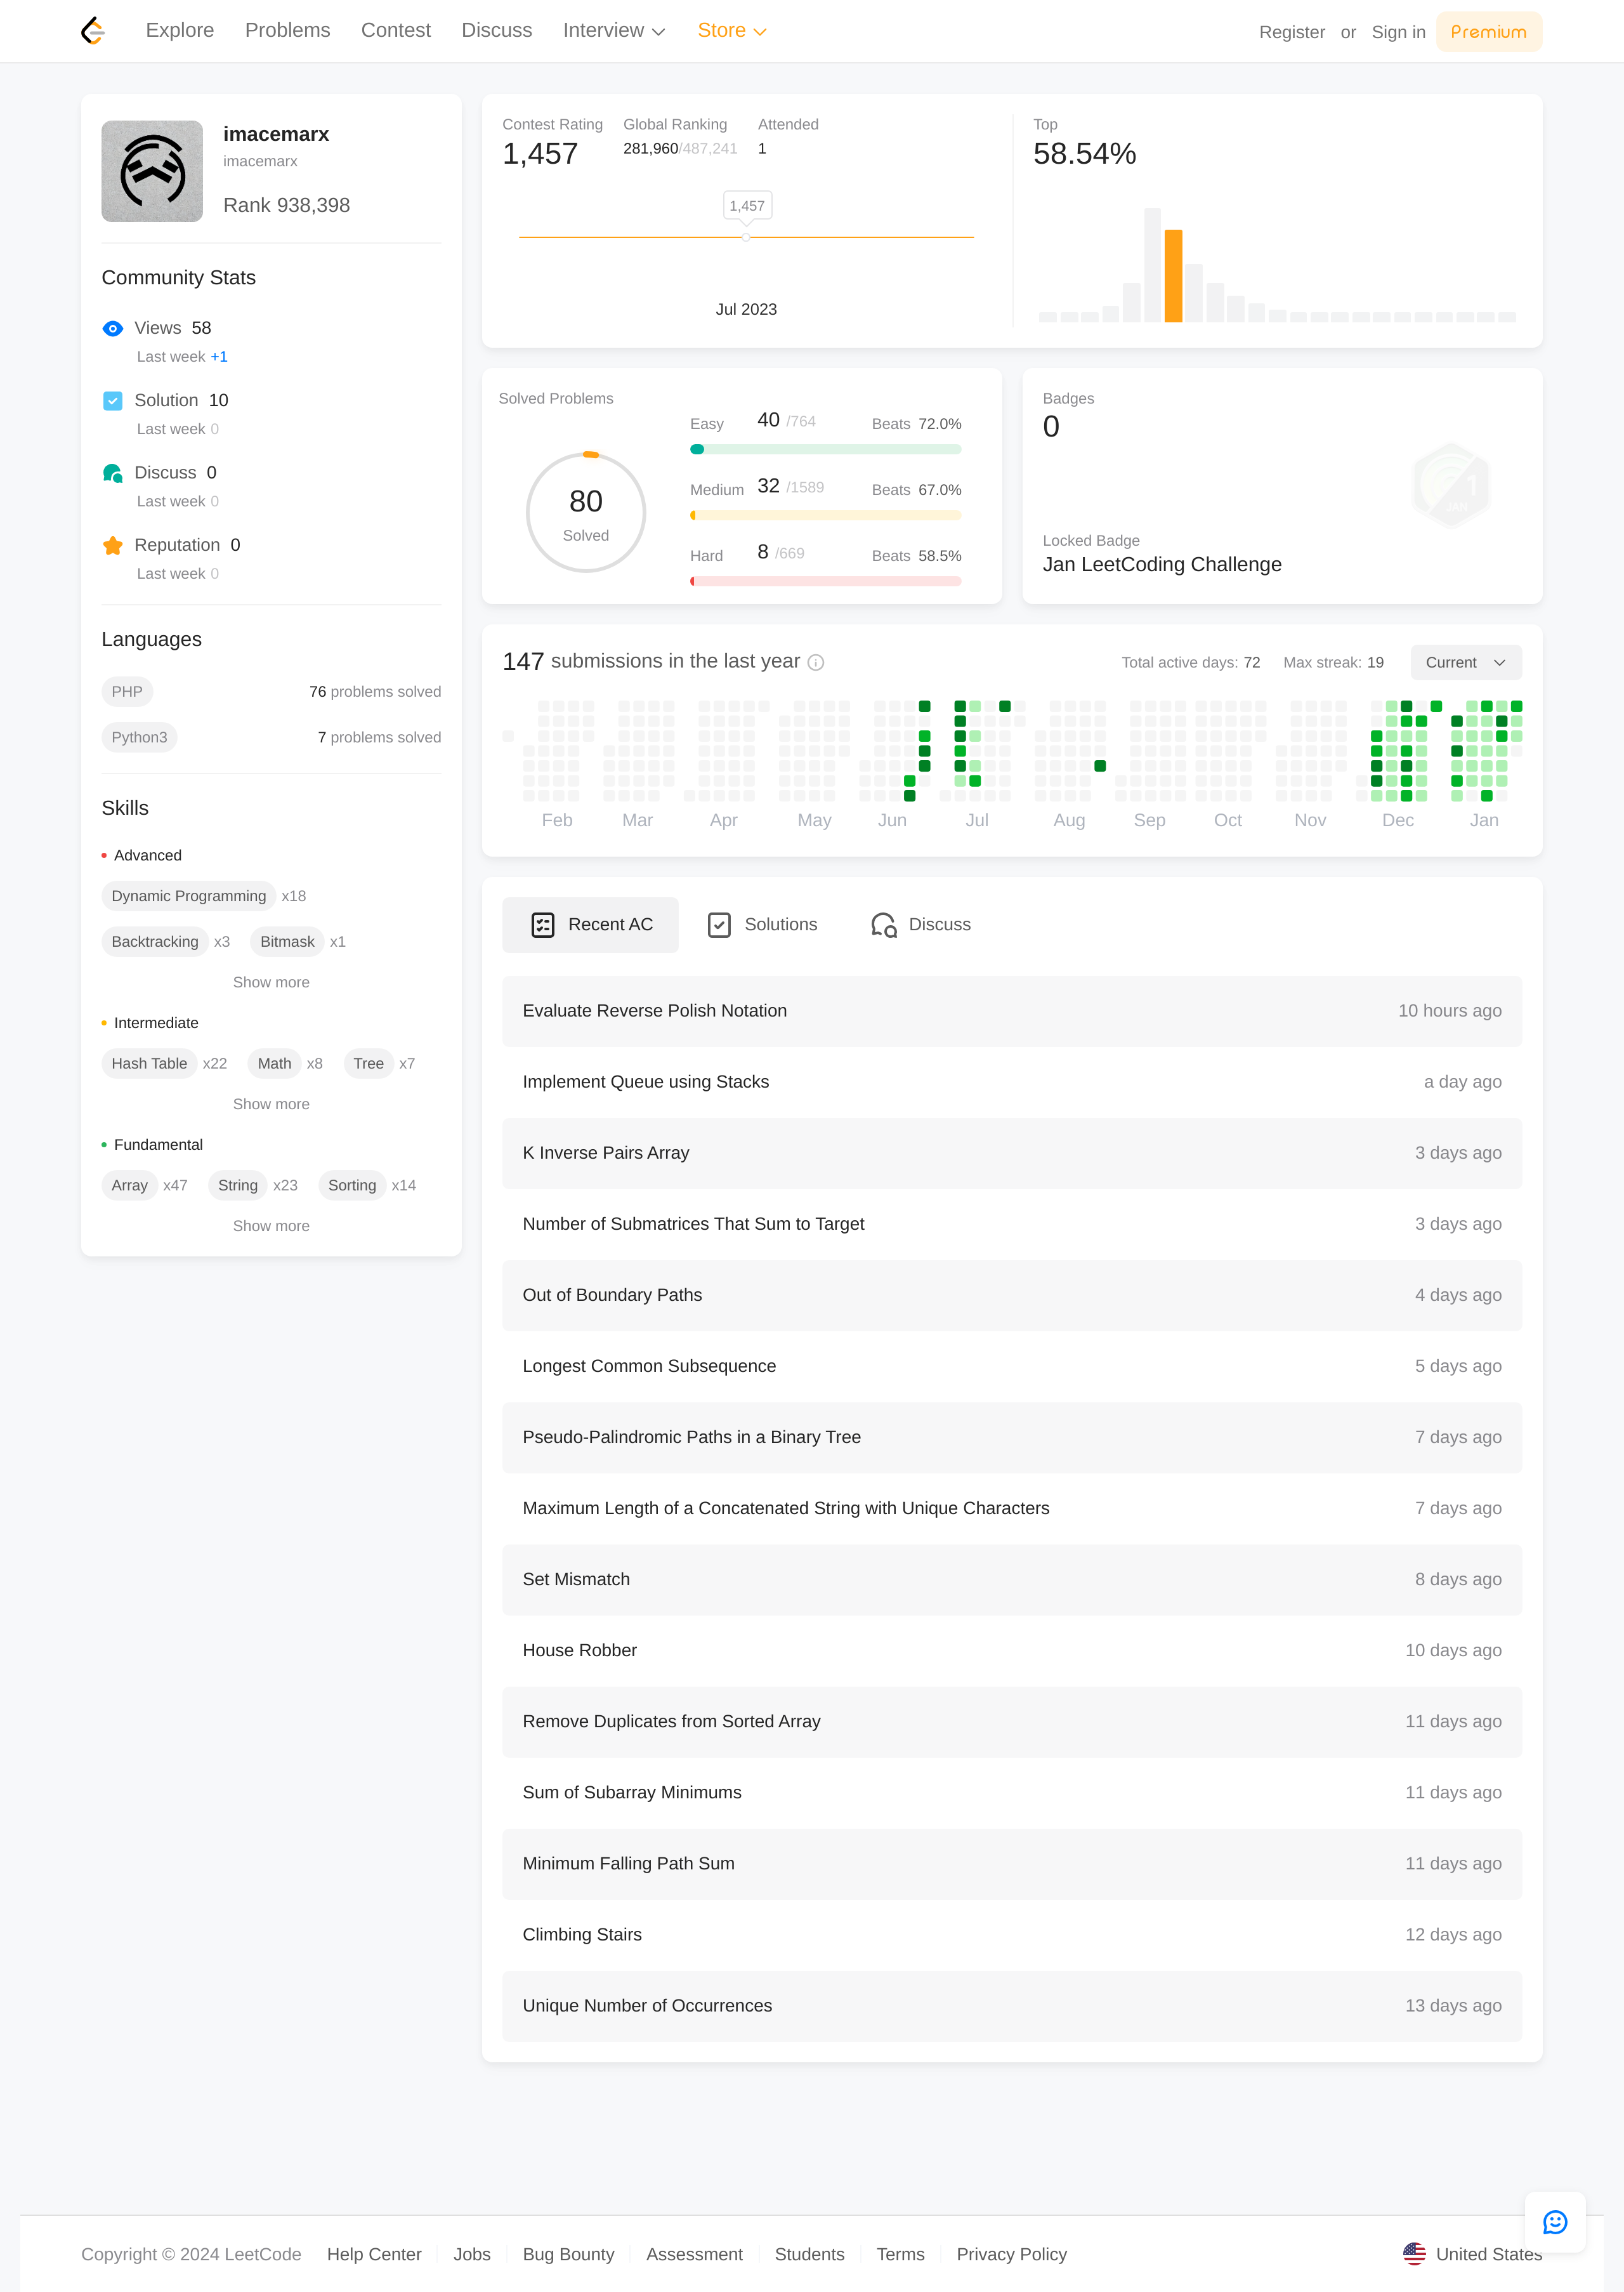 Explore Problems Contest Discuss Interview Store Register or Sign in Premium
imacemarx
imacemarx
Rank 938,398
Community Stats
Views 58
Last week +1
Solution 10
Last week 0
Discuss 0
Last week 0
Reputation 0
Last week 0
Languages
PHP 76 problems solved
Python3 7 problems solved
Skills
Advanced
Dynamic Programming x18
Backtracking x3 Bitmask x1
Show more
Intermediate
Hash Table x22 Math x8 Tree x7
Show more
Fundamental
Array x47 String x23 Sorting x14
Show more
Contest Rating Global Ranking Attended
1,457 281,960/487,241 1
1,457
Jul 2023
Top
58.54%
Solved Problems
80
Solved
Easy 40 /764 Beats 72.0%
Medium 32 /1589 Beats 67.0%
Hard 8 /669 Beats 58.5%
Badges
0
1
JAN
Locked Badge
Jan LeetCoding Challenge
147 submissions in the last year Total active days: 72 Max streak: 19 Current
Feb Mar Apr May Jun Jul Aug Sep Oct Nov Dec Jan
Recent AC Solutions Discuss
Evaluate Reverse Polish Notation 10 hours ago
Implement Queue using Stacks a day ago
K Inverse Pairs Array 3 days ago
Number of Submatrices That Sum to Target 3 days ago
Out of Boundary Paths 4 days ago
Longest Common Subsequence 5 days ago
Pseudo-Palindromic Paths in a Binary Tree 7 days ago
Maximum Length of a Concatenated String with Unique Characters 7 days ago
Set Mismatch 8 days ago
House Robber 10 days ago
Remove Duplicates from Sorted Array 11 days ago
Sum of Subarray Minimums 11 days ago
Minimum Falling Path Sum 11 days ago
Climbing Stairs 12 days ago
Unique Number of Occurrences 13 days ago
Copyright © 2024 LeetCode Help Center Jobs Bug Bounty Assessment Students Terms Privacy Policy United States